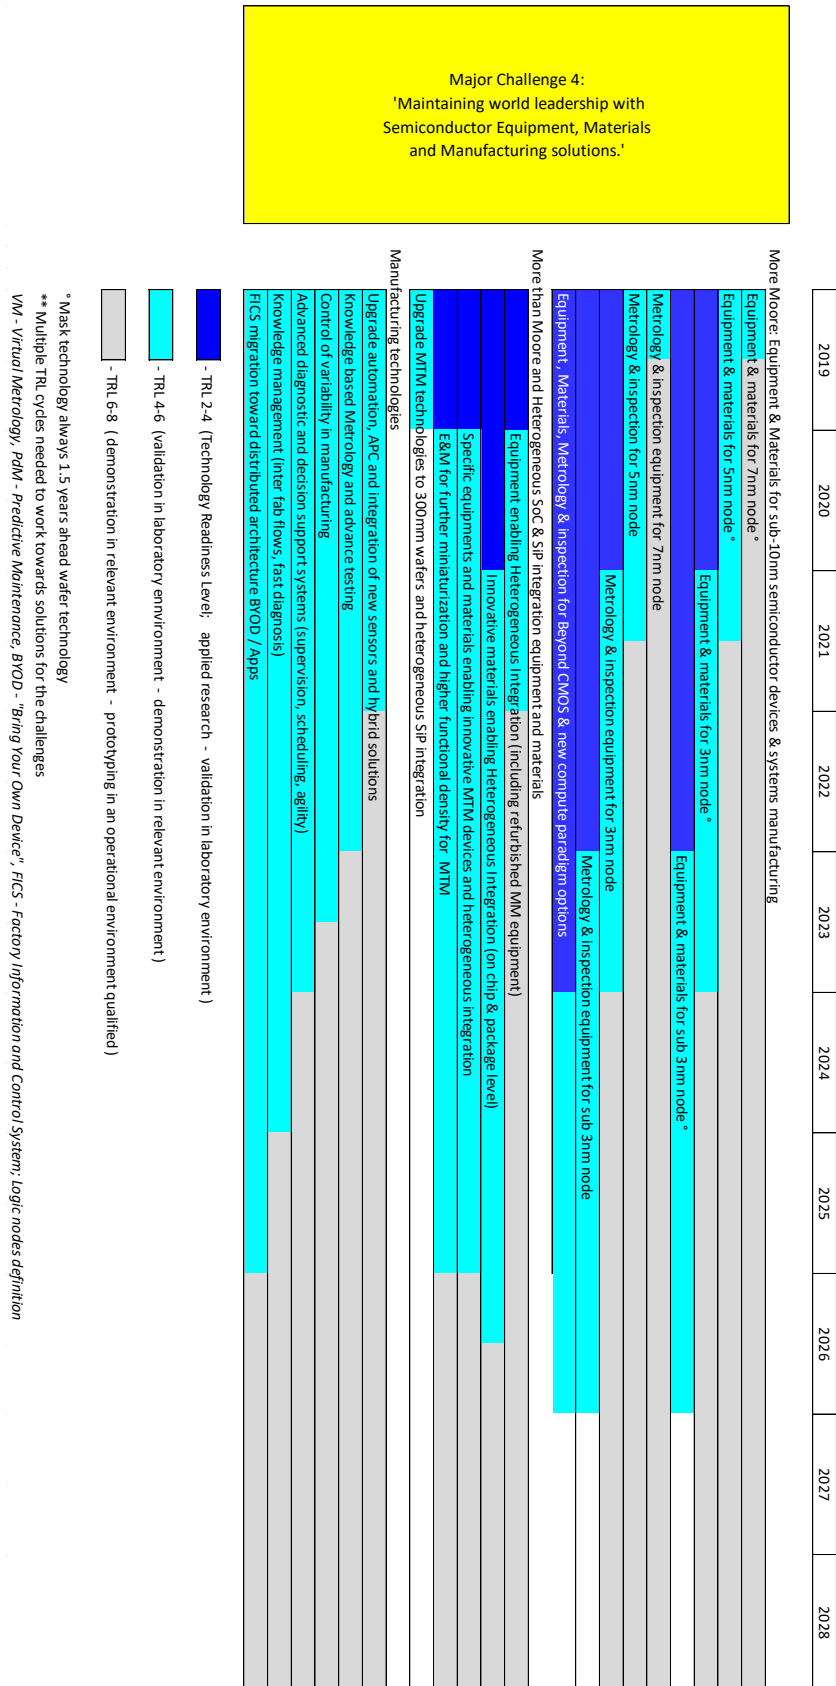 Major Challenge 4:
'Maintaining world leadership with
Semiconductor Equipment, Materials
and Manufacturing solutions.'
2019
2020
2021
2022
2023
2024
2025
2026
2027
2028
More Moore: Equipment & Materials for sub-10nm semiconductor devices & systems manufacturing
Equipment & materials for 7nm node °
Equipment & materials for 5nm node °
Equipment & materials for 3nm node °
Equipment & materials for sub 3nm node °
Metrology & inspection equipment for 7nm node
Metrology & inspection for 5nm node
Metrology & inspection equipment for 3nm node
Metrology & inspection equipment for sub 3nm node
Equipment, Materials, Metrology & inspection for Beyond CMOS & new compute paradigm options
More than Moore and Heterogeneous SoC & SiP integration equipment and materials
Equipment enabling Heterogeneous Integration (including refurbished MM equipment)
Innovative materials enabling Heterogeneous Integration (on chip & package level)
Specific equipments and materials enabling innovative MTM devices and heterogeneous integration
E&M for further miniaturization and higher functional density for MTM
Upgrade MTM technologies to 300mm wafers and heterogeneous SiP integration
Manufacturing technologies
Upgrade automation, APC and integration of new sensors and hybrid solutions
Knowledge based Metrology and advance testing
Control of variability in manufacturing
Advanced diagnostic and decision support systems (supervision, scheduling, agility)
Knowledge management (inter fab flows, fast diagnosis)
FICS migration toward distributed architecture BYOD / Apps
- TRL 2-4 (Technology Readiness Level; applied research - validation in laboratory environment )
- TRL 4-6 (validation in laboratory ennvironment - demonstration in relevant environment )
- TRL 6-8 ( demonstration in relevant environment - prototyping in an operational environment qualified )
° Mask technology always 1.5 years ahead wafer technology
** Multiple TRL cycles needed to work towards solutions for the challenges
VM - Virtual Metrology, PdM - Predictive Maintenance, BYOD - "Bring Your Own Device", FICS - Factory Information and Control System; Logic nodes definition